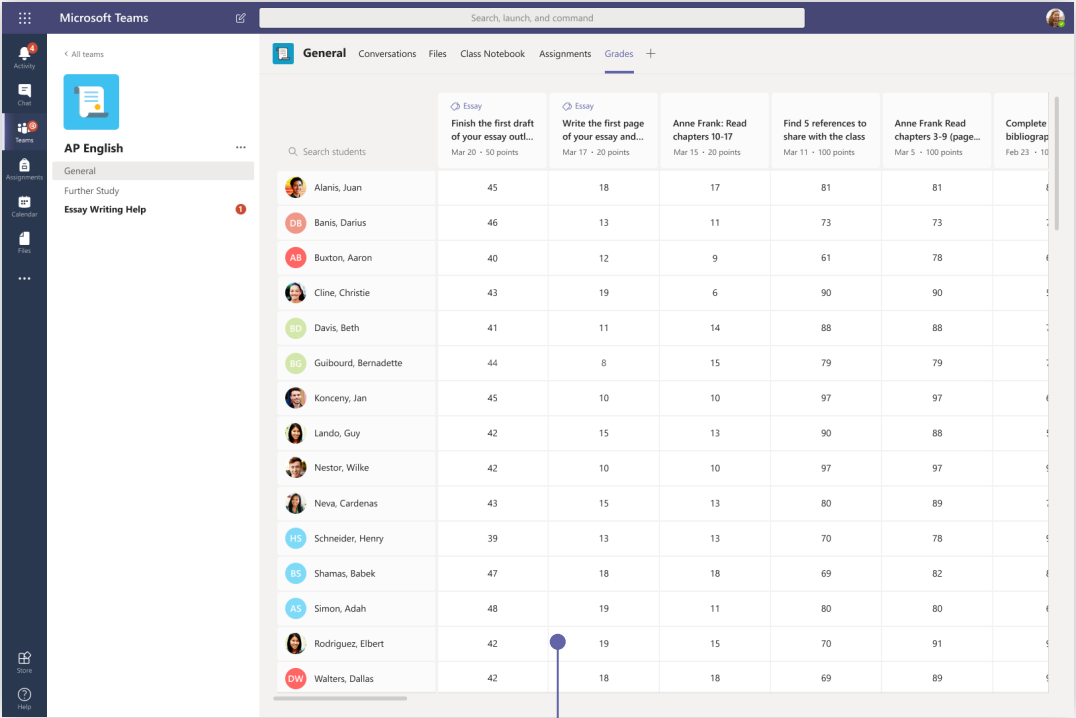 Microsoft Teams
Search, launch, and command
4
Activity
Chat
@
Teams
Assignments
Calendar
Files
Store
Help
All teams
AP English
General
Further Study
Essay Writing Help 1
General Conversations Files Class Notebook Assignments Grades
Search students
Essay
Finish the first draft
of your essay outl...
Mar 20 • 50 points
Essay
Write the first page
of your essay and...
Mar 17 • 20 points
Anne Frank: Read
chapters 10-17
Mar 15 • 20 points
Find 5 references to
share with the class
Mar 11 • 100 points
Anne Frank Read
chapters 3-9 (page...
Mar 5 • 100 points
Complete
Feb 23 • 10
Alanis, Juan 45 18 17 81 81
DB Banis, Darius 46 13 11 73 73
AB Buxton, Aaron 40 12 9 61 78
Cline, Christie 43 19 6 90 90
BD Davis, Beth 41 11 14 88 88
BG Guibourd, Bernadette 44 8 15 79 79
Konceny, Jan 45 10 10 97 97
Lando, Guy 42 15 13 90 88
Nestor, Wilke 42 10 10 97 97
Neva, Cardenas 43 15 13 80 89
HS Schneider, Henry 39 13 13 70 78
BS Shamas, Babek 47 18 18 69 82
AS Simon, Adah 48 19 11 80 80
Rodriguez, Elbert 42 19 15 70 91
DW Walters, Dallas 42 18 18 69 89